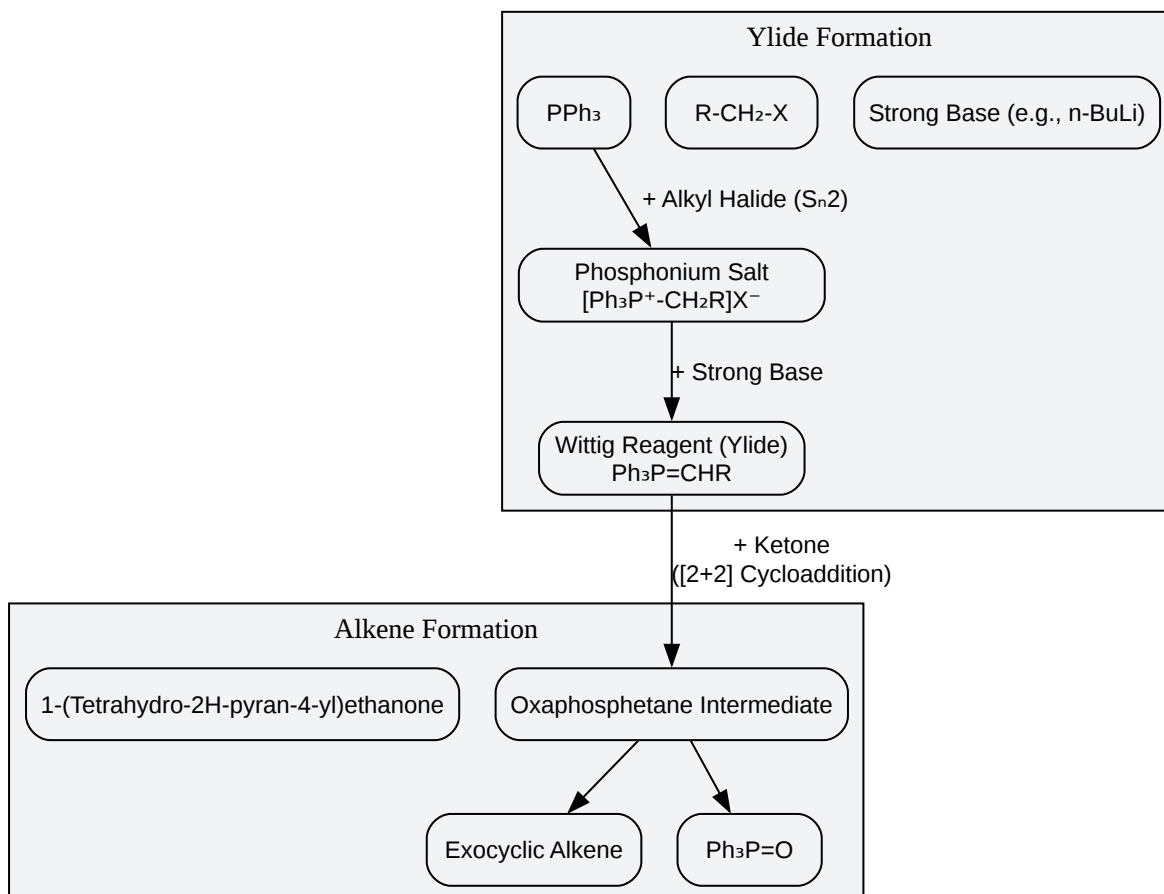 Ylide Formation
PPh₃
R-CH₂-X
Strong Base (e.g., n-BuLi)
+ Alkyl Halide (Sₙ2)
Phosphonium Salt
[Ph₃P⁺-CH₂R]X⁻
+ Strong Base
Wittig Reagent (Ylide)
Ph₃P=CHR
+ Ketone
([2+2] Cycloaddition)
Alkene Formation
1-(Tetrahydro-2H-pyran-4-yl)ethanone
Oxaphosphetane Intermediate
Exocyclic Alkene
Ph₃P=O